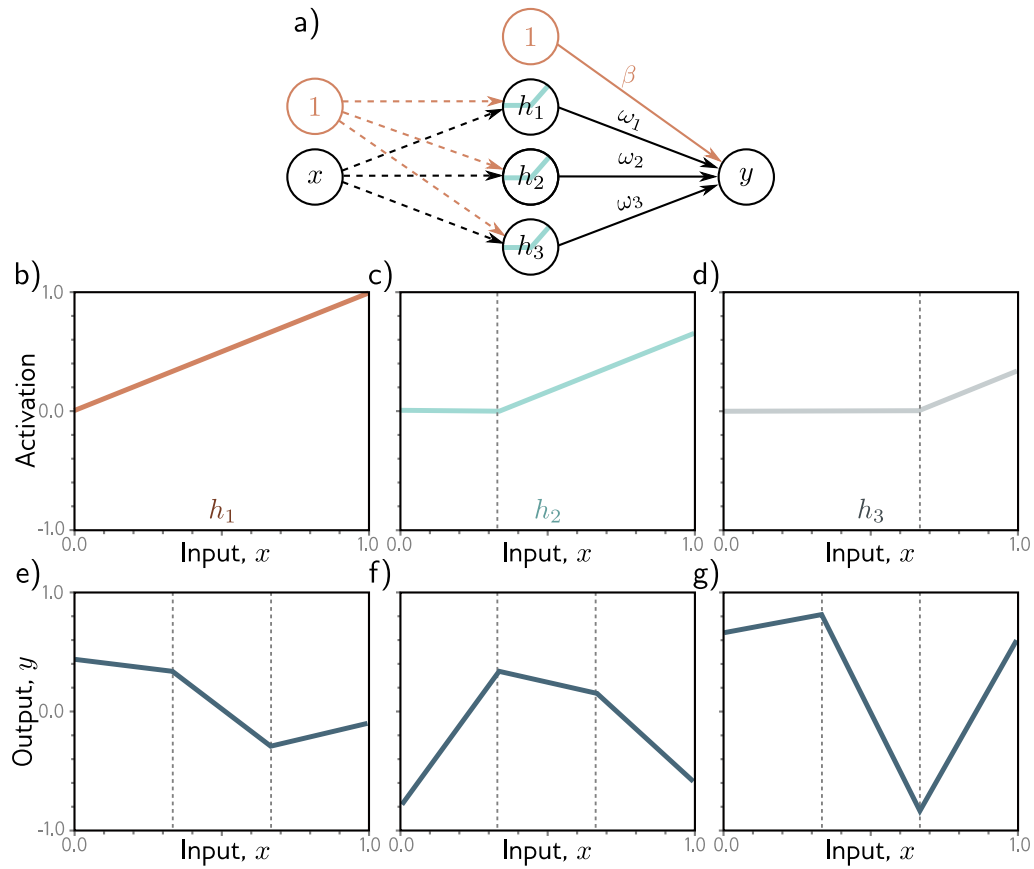 a)
1
β
1
h₁
ω₁
x
h₂
ω₂
y
h₃
ω₃
b)
c)
d)
1.0
0.0
-1.0
Activation
h₁
h₂
h₃
0.0 Input, x 1.0
0.0 Input, x 1.0
0.0 Input, x 1.0
e)
f)
g)
1.0
0.0
-1.0
Output, y
0.0 Input, x 1.0
0.0 Input, x 1.0
0.0 Input, x 1.0